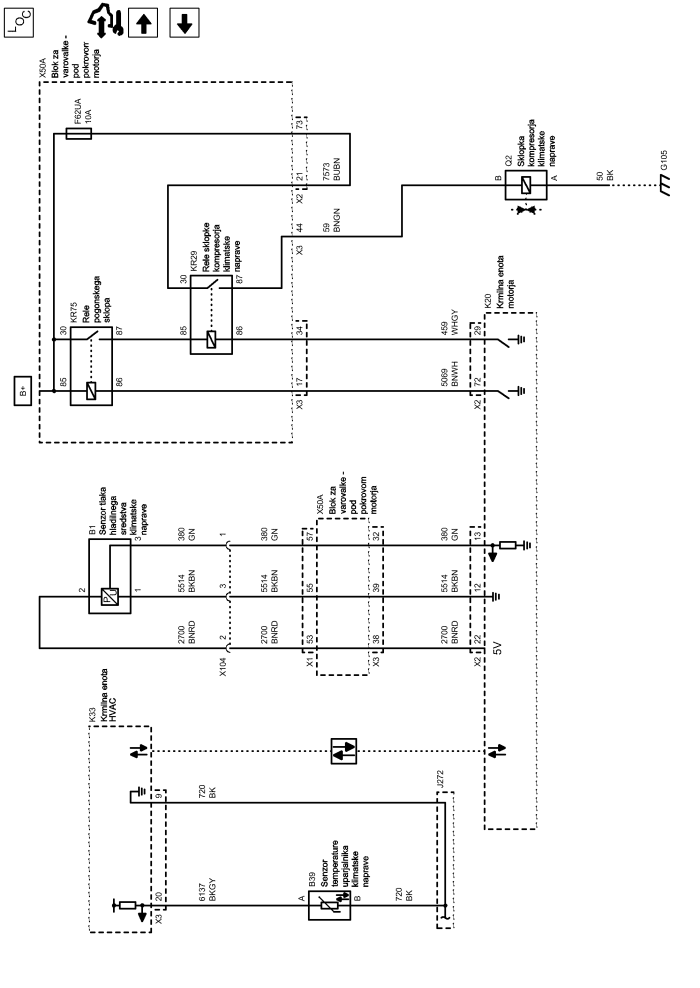 LOC
X50A
Blok za
varovalke -
pod
pokrovom
motorja
F62UA
10A
B+
KR75
Rele
pogonskega
sklopa
30
87
85
86
KR29
Rele sklopke
kompresorja
klimatske
naprave
30
87
85
86
73
21
X2
7573
BUBN
44
X3
59
BNGN
34
17
X3
Q2
Sklopka
kompresorja
klimatske
naprave
B
A
50
BK
G105
459
WHGY
5069
BNWH
29
72
X2
K20
Krmilna enota
motorja
B1
Senzor tlaka
hladilnega
sredstva
klimatske
naprave
P
U
2
3
1
380
GN
5514
BKBN
2700
BNRD
1
3
2
X104
380
GN
5514
BKBN
2700
BNRD
57
55
53
X1
X50A
Blok za
varovalke -
pod
pokrovom
motorja
32
39
38
X3
380
GN
5514
BKBN
2700
BNRD
13
12
22
X2
5V
K33
Krmilna enota
HVAC
9
20
X3
720
BK
6137
BKGY
B39
Senzor
temperature
uparjalnika
klimatske
naprave
A
B
720
BK
J272